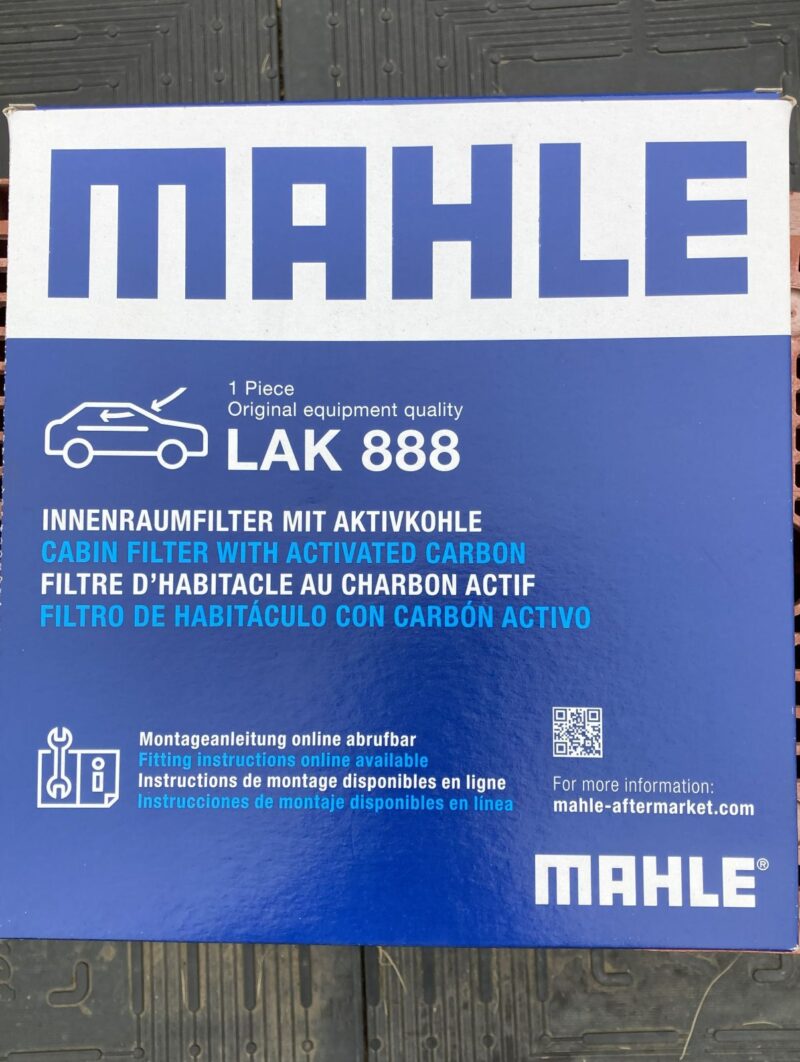 MAHLE
1 Piece
Original equipment quality
LAK 888
INNENRAUMFILTER MIT AKTIVKOHLE
CABIN FILTER WITH ACTIVATED CARBON
FILTRE D’HABITACLE AU CHARBON ACTIF
FILTRO DE HABITÁCULO CON CARBÓN ACTIVO
Montageanleitung online abrufbar
Fitting instructions online available
Instructions de montage disponibles en ligne
Instrucciones de montaje disponibles en línea
i
For more information:
mahle-aftermarket.com
MAHLE®